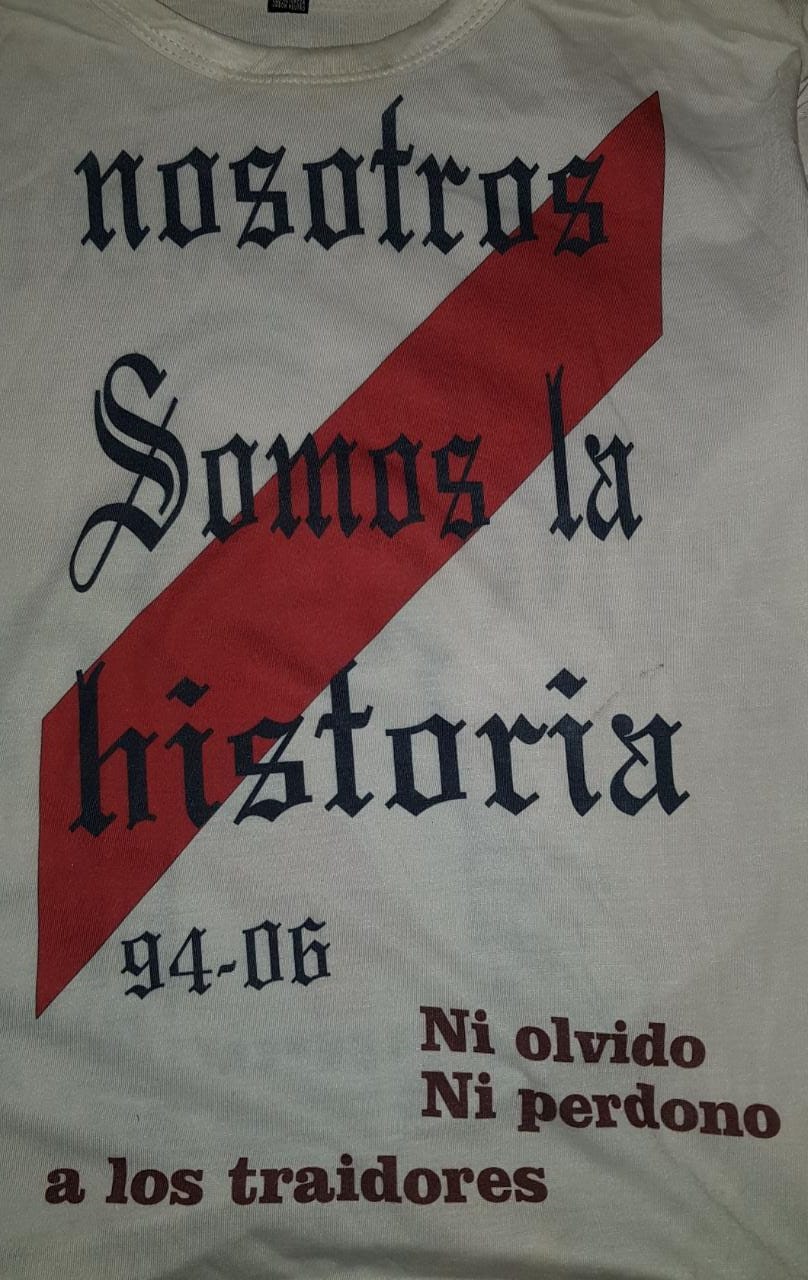 nosotros
Somos la
historia
94-06
Ni olvido
Ni perdono
a los traidores